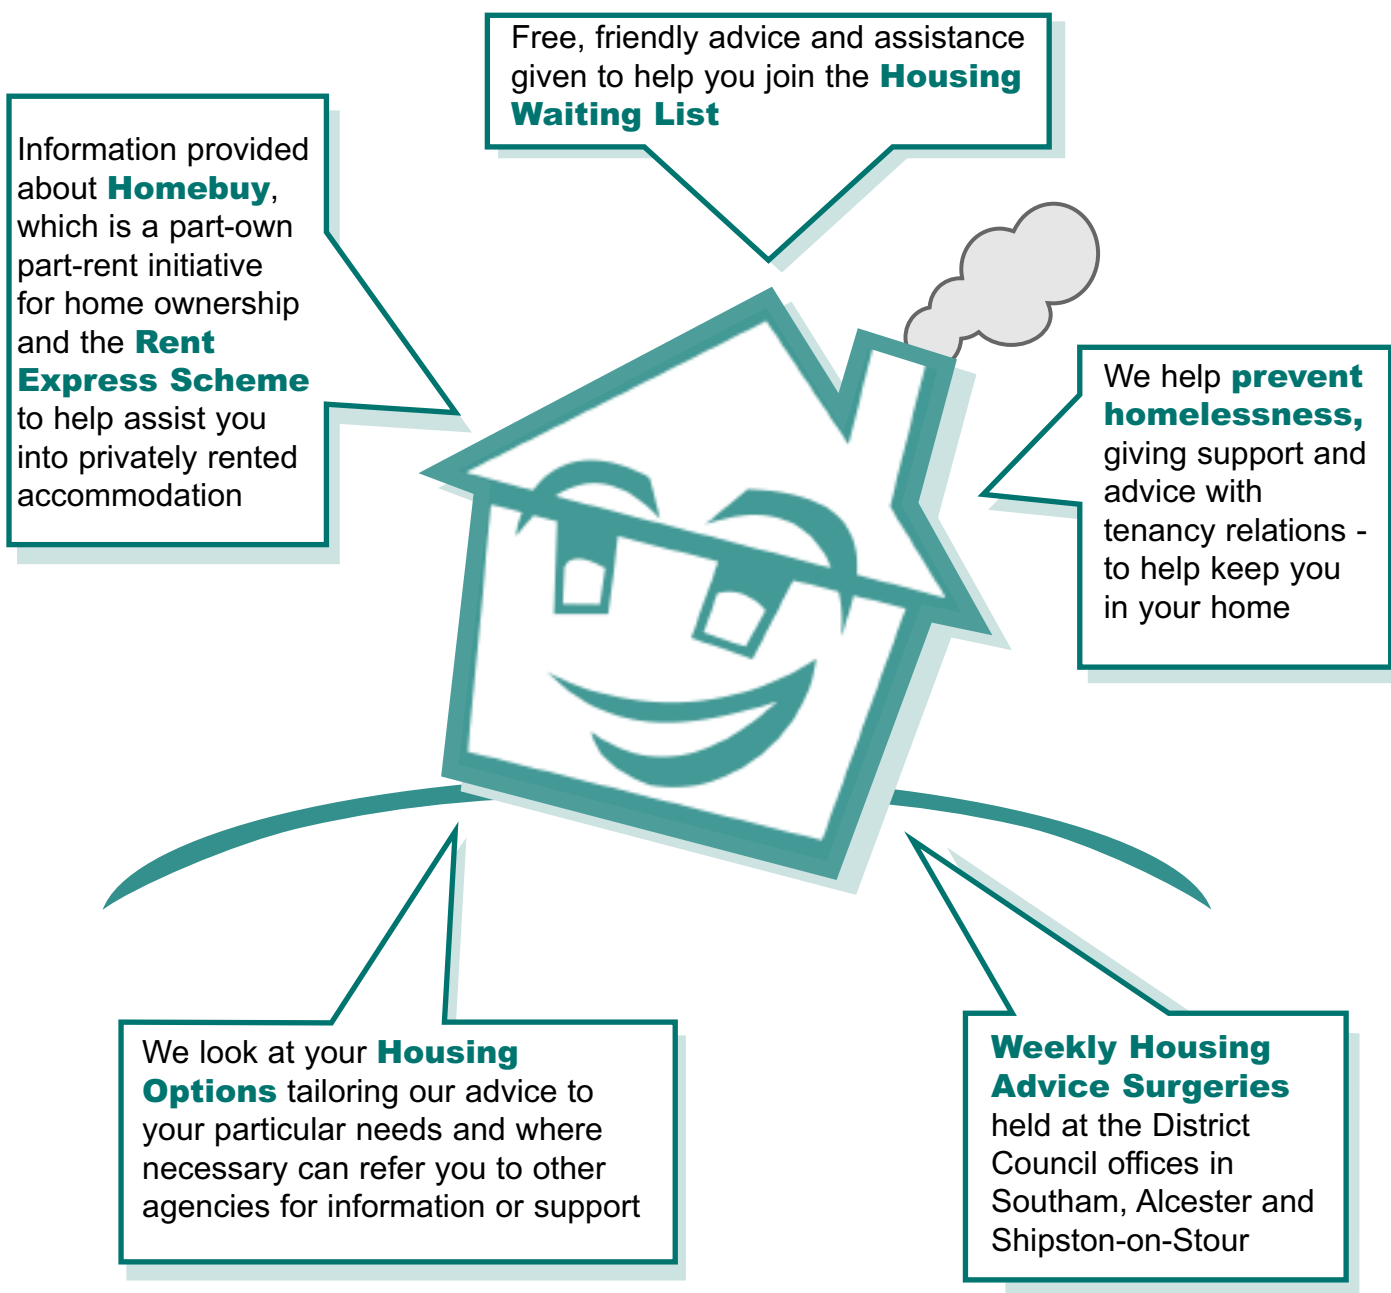 Free, friendly advice and assistance
given to help you join the Housing
Waiting List
Information provided
about Homebuy,
which is a part-own
part-rent initiative
for home ownership
and the Rent
Express Scheme
to help assist you
into privately rented
accommodation
We help prevent
homelessness,
giving support and
advice with
tenancy relations -
to help keep you
in your home
We look at your Housing
Options tailoring our advice to
your particular needs and where
necessary can refer you to other
agencies for information or support
Weekly Housing
Advice Surgeries
held at the District
Council offices in
Southam, Alcester and
Shipston-on-Stour